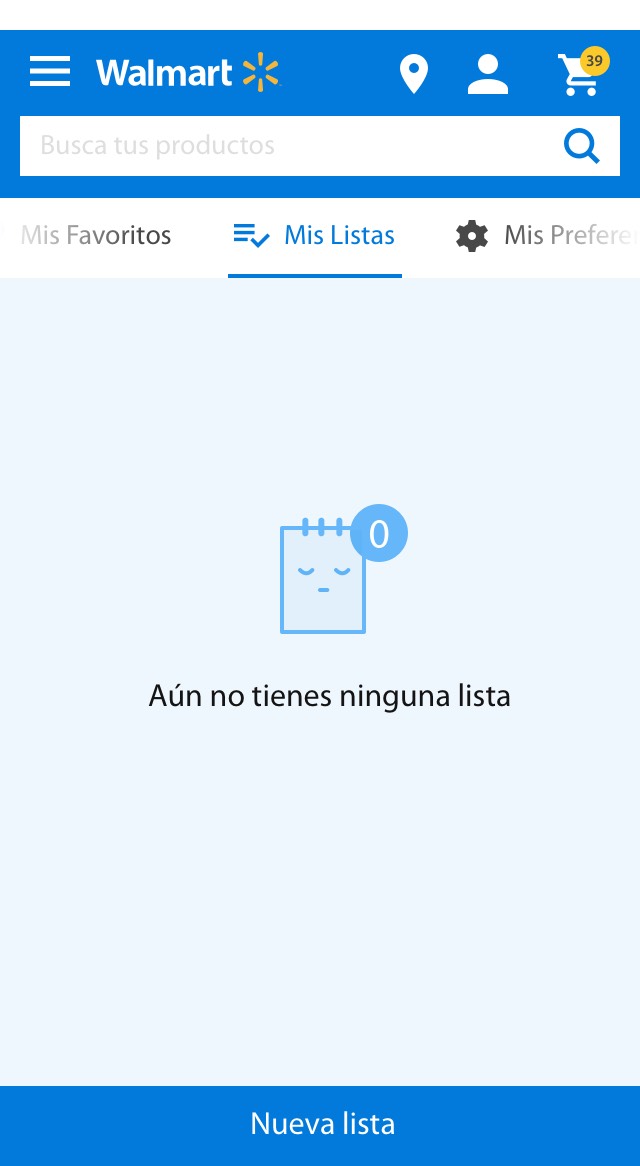 Walmart
39
Busca tus productos
Mis Favoritos
Mis Listas
Mis Prefere
0
Aún no tienes ninguna lista
Nueva lista